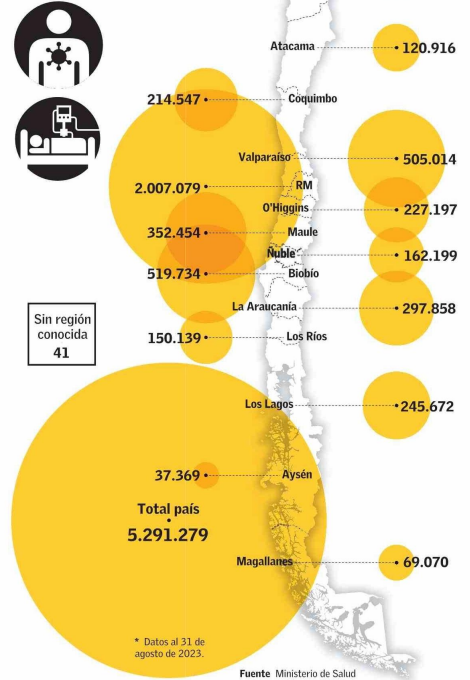 Atacama 120.916
214.547 Coquimbo
Valparaíso 505.014
2.007.079 RM
O'Higgins 227.197
352.454 Maule
Ñuble 162.199
519.734 Biobío
La Araucanía 297.858
Sin región
conocida
41
150.139 Los Ríos
Los Lagos 245.672
37.369 Aysén
Total país
5.291.279
Magallanes 69.070
* Datos al 31 de
agosto de 2023.
Fuente Ministerio de Salud